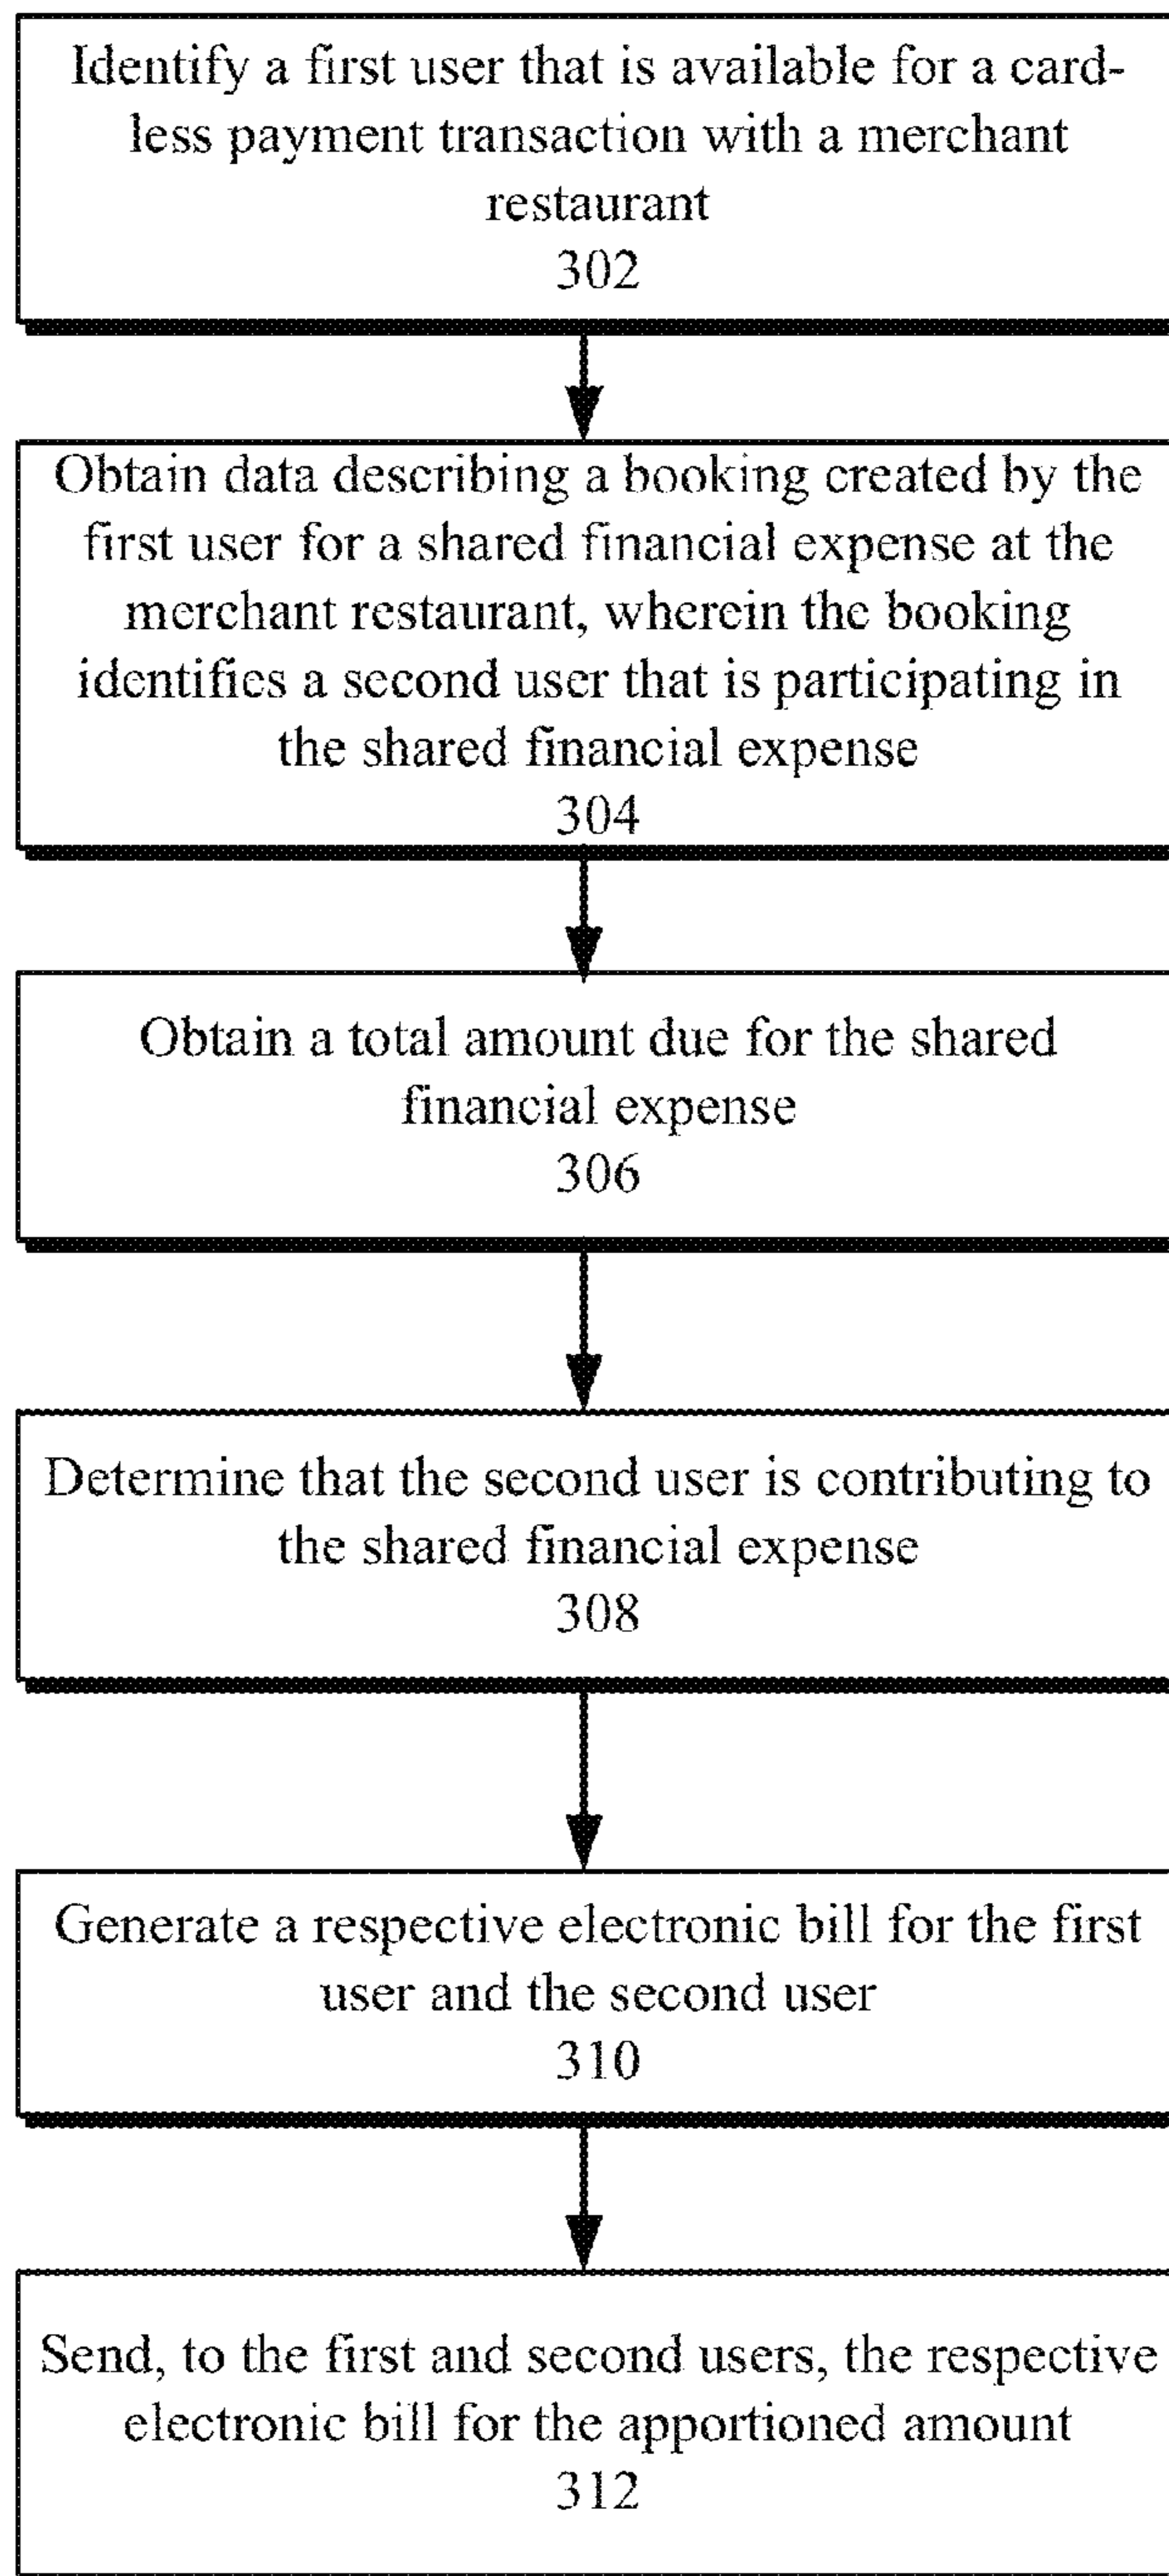 Identify a first user that is available for a card-
less payment transaction with a merchant
restaurant
302
Obtain data describing a booking created by the
first user for a shared financial expense at the
merchant restaurant, wherein the booking
identifies a second user that is participating in
the shared financial expense
304
Obtain a total amount due for the shared
financial expense
306
Determine that the second user is contributing to
the shared financial expense
308
Generate a respective electronic bill for the first
user and the second user
310
Send, to the first and second users, the respective
electronic bill for the apportioned amount
312